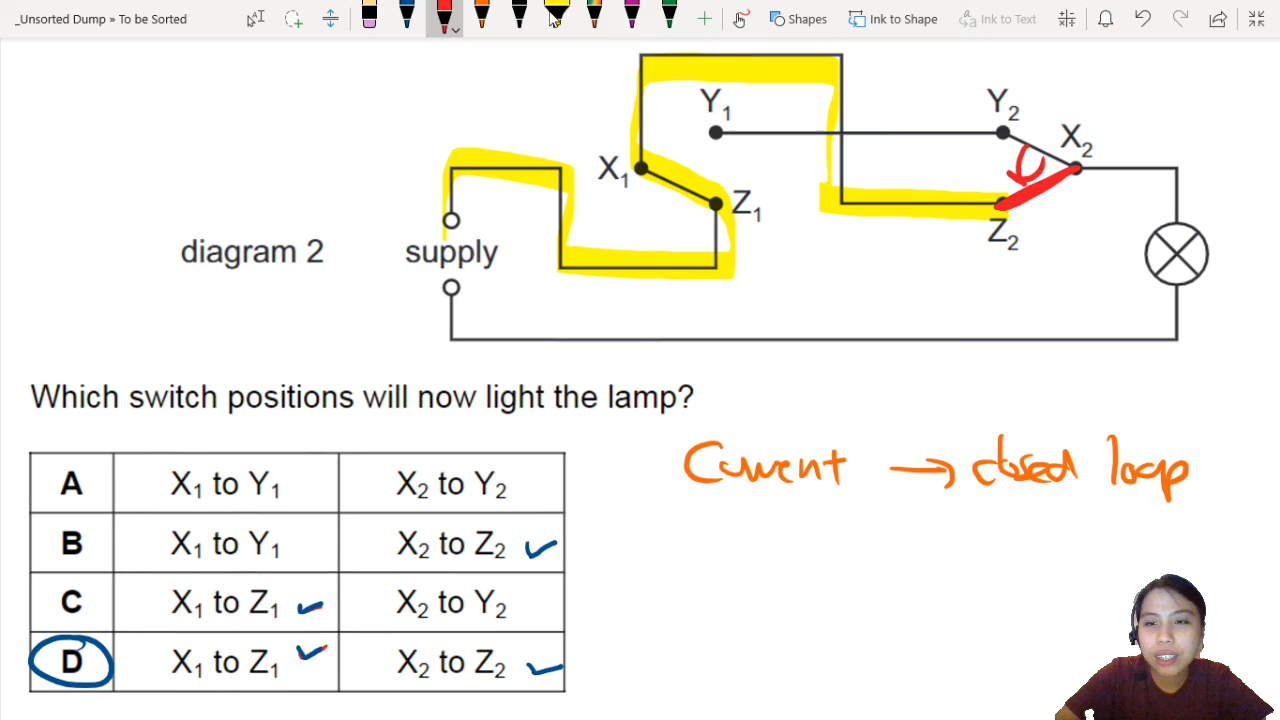 _Unsorted Dump » To be Sorted
Shapes
Ink to Shape
Ink to Text
Y₁
Y₂
X₂
X₁
Z₁
Z₂
diagram 2
supply
Which switch positions will now light the lamp?
A X₁ to Y₁ X₂ to Y₂
B X₁ to Y₁ X₂ to Z₂
C X₁ to Z₁ X₂ to Y₂
D X₁ to Z₁ X₂ to Z₂
Current → closed loop